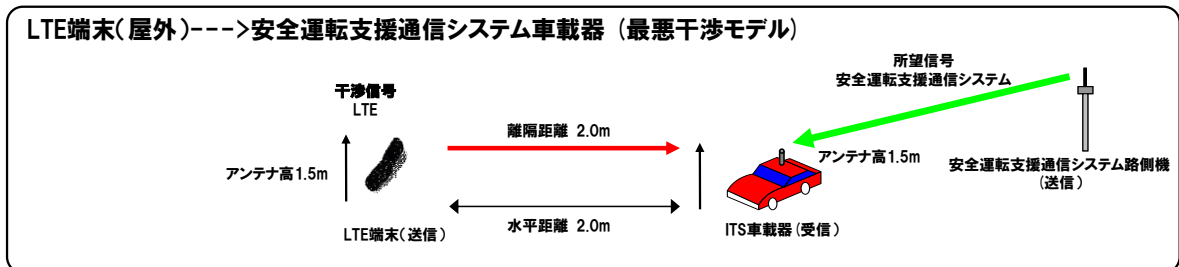 LTE端末(屋外)--->安全運転支援通信システム車載器 (最悪干渉モデル)
所望信号
安全運転支援通信システム
干渉信号
LTE
離隔距離 2.0m
アンテナ高1.5m
アンテナ高1.5m
安全運転支援通信システム路側機
(送信)
水平距離 2.0m
LTE端末(送信)
ITS車載器(受信)